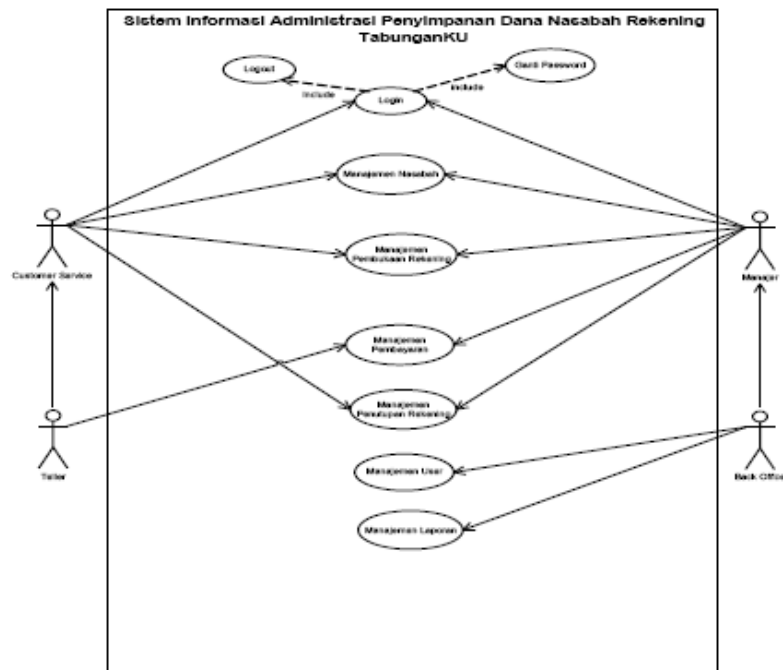 Sistem Informasi Administrasi Penyimpanan Dana Nasabah Rekening
TabunganKU
Logout
Ganti Password
Include
include
Login
Manajemen Nasabah
Manajemen
Pembukaan Rekening
Customer Service
Manajer
Manajemen
Pembayaran
Manajemen
Penutupan Rekening
Teller
Manajemen User
Back Office
Manajemen Laporan